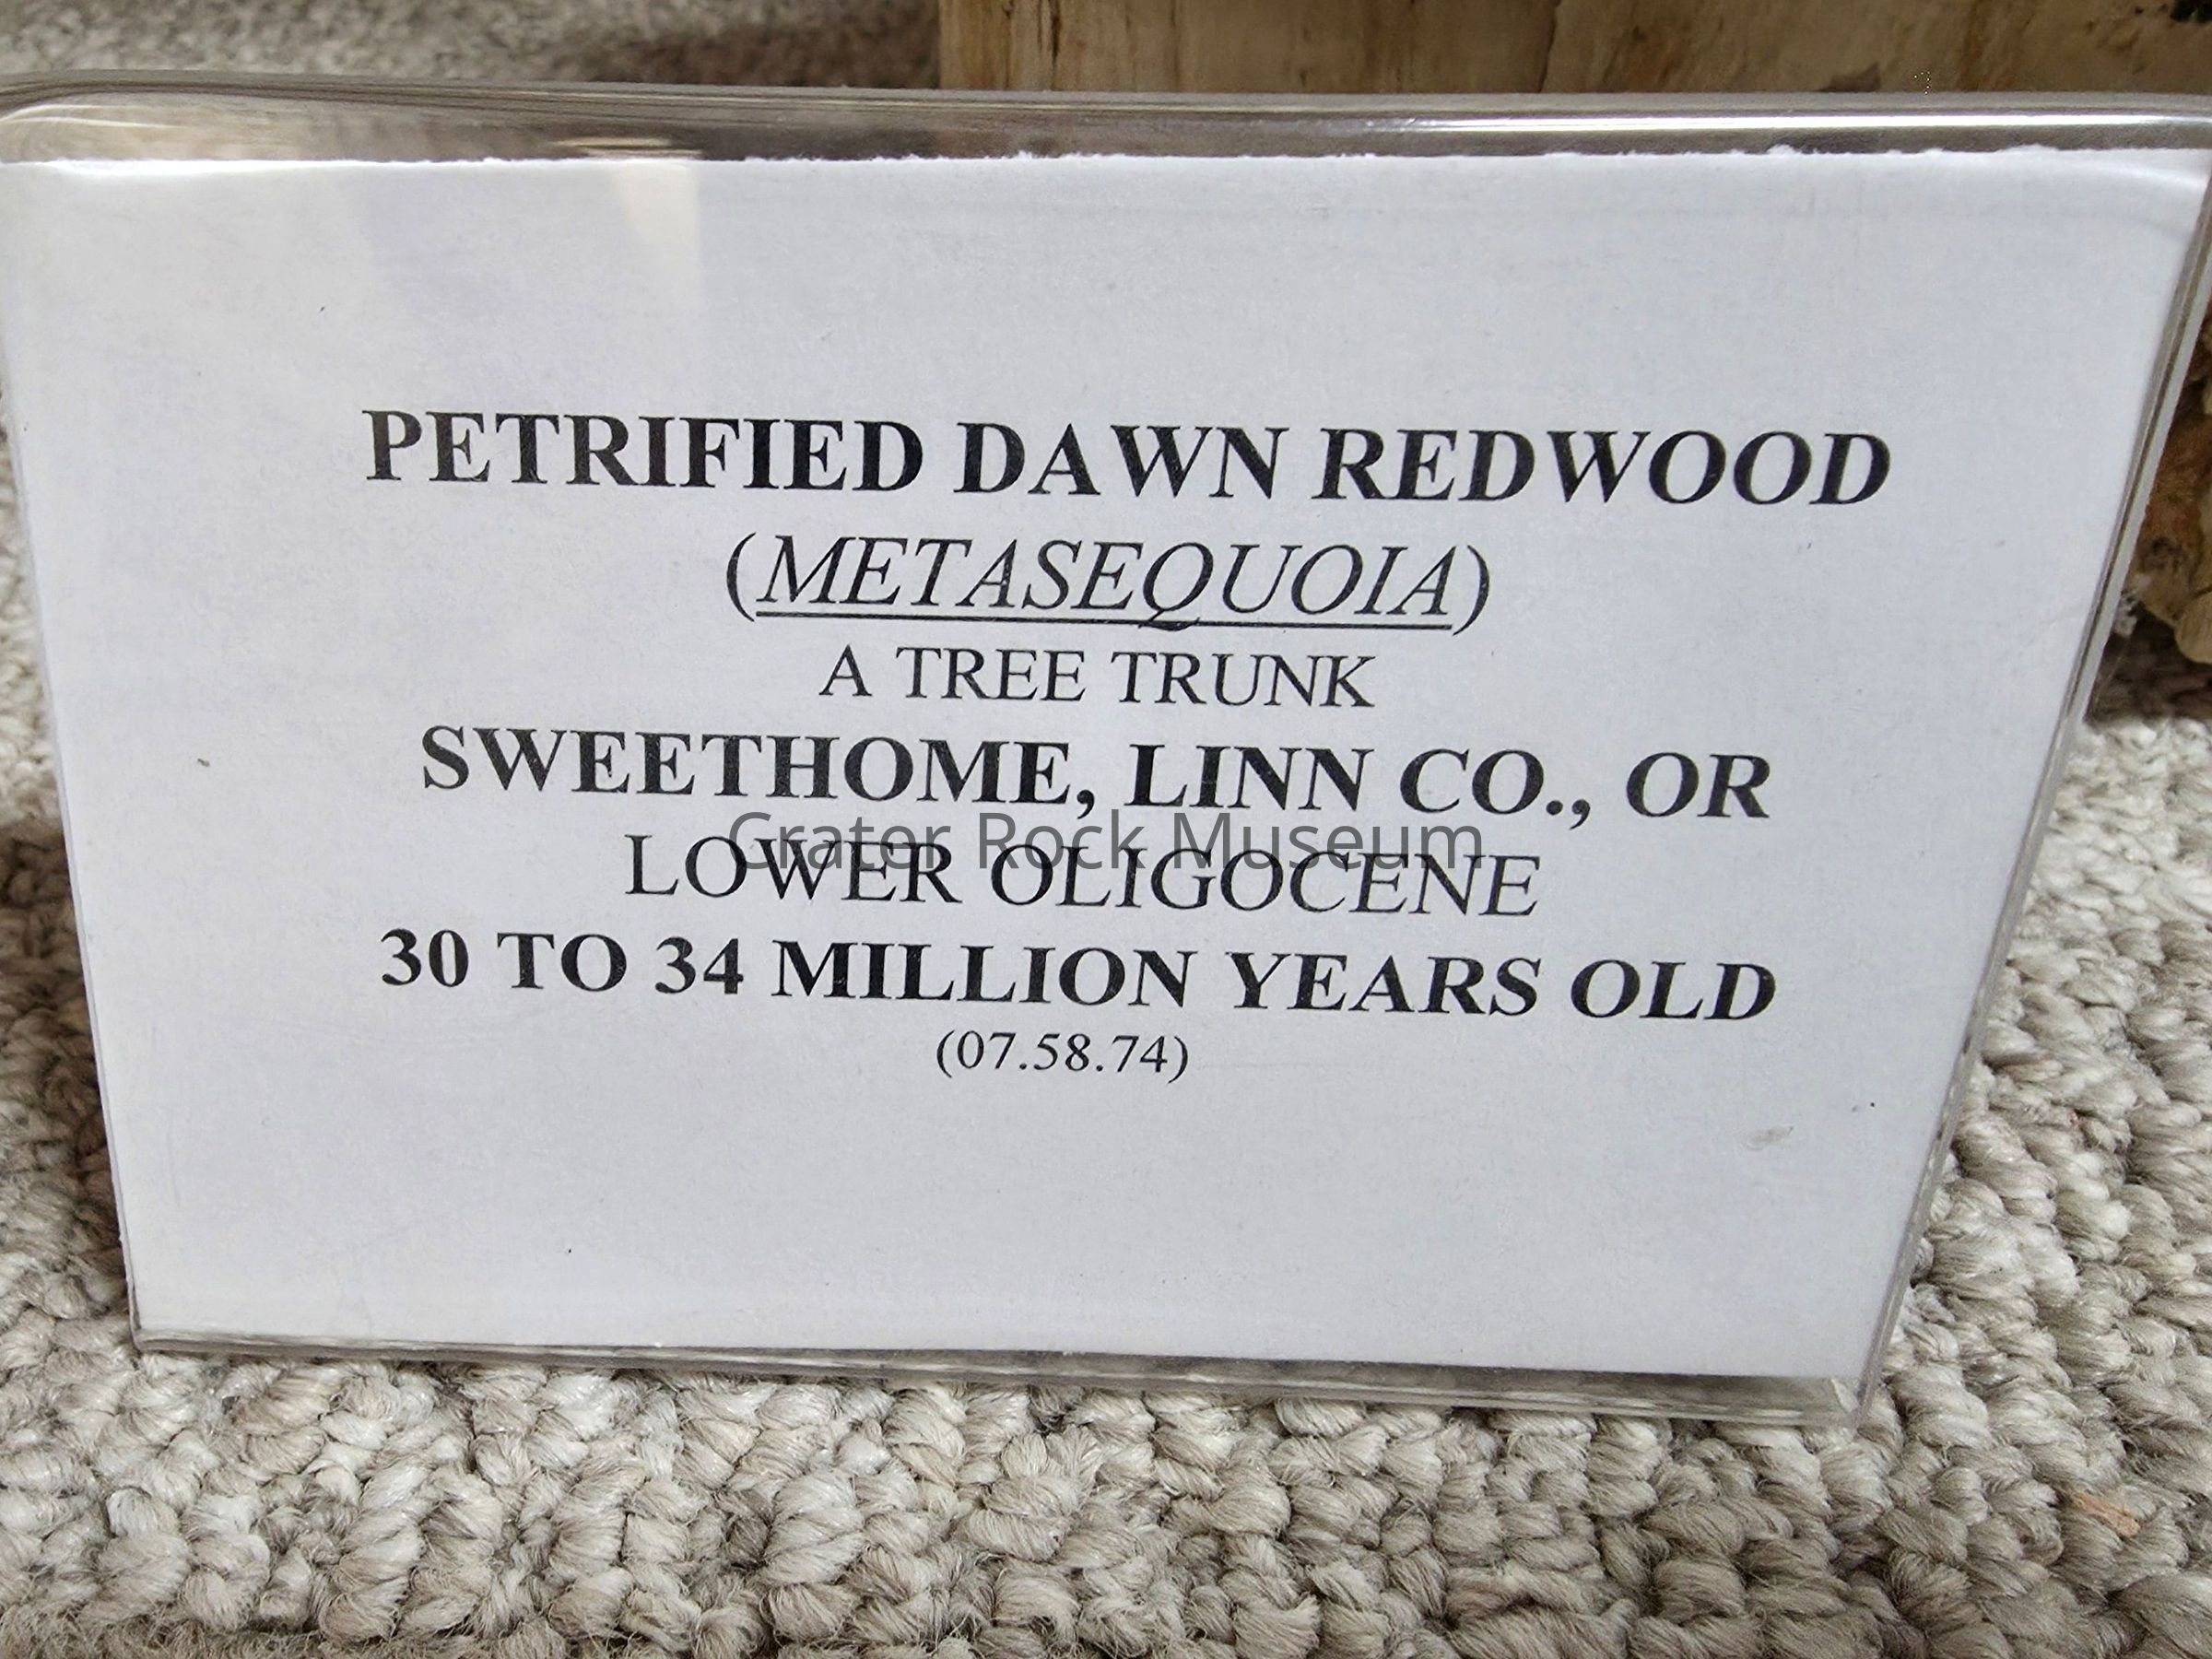 PETRIFIED DAWN REDWOOD
(METASEQUOIA)
A TREE TRUNK
SWEETHOME, LINN CO., OR
Crater Rock Museum
LOWER OLIGOCENE
30 TO 34 MILLION YEARS OLD
(07.58.74)